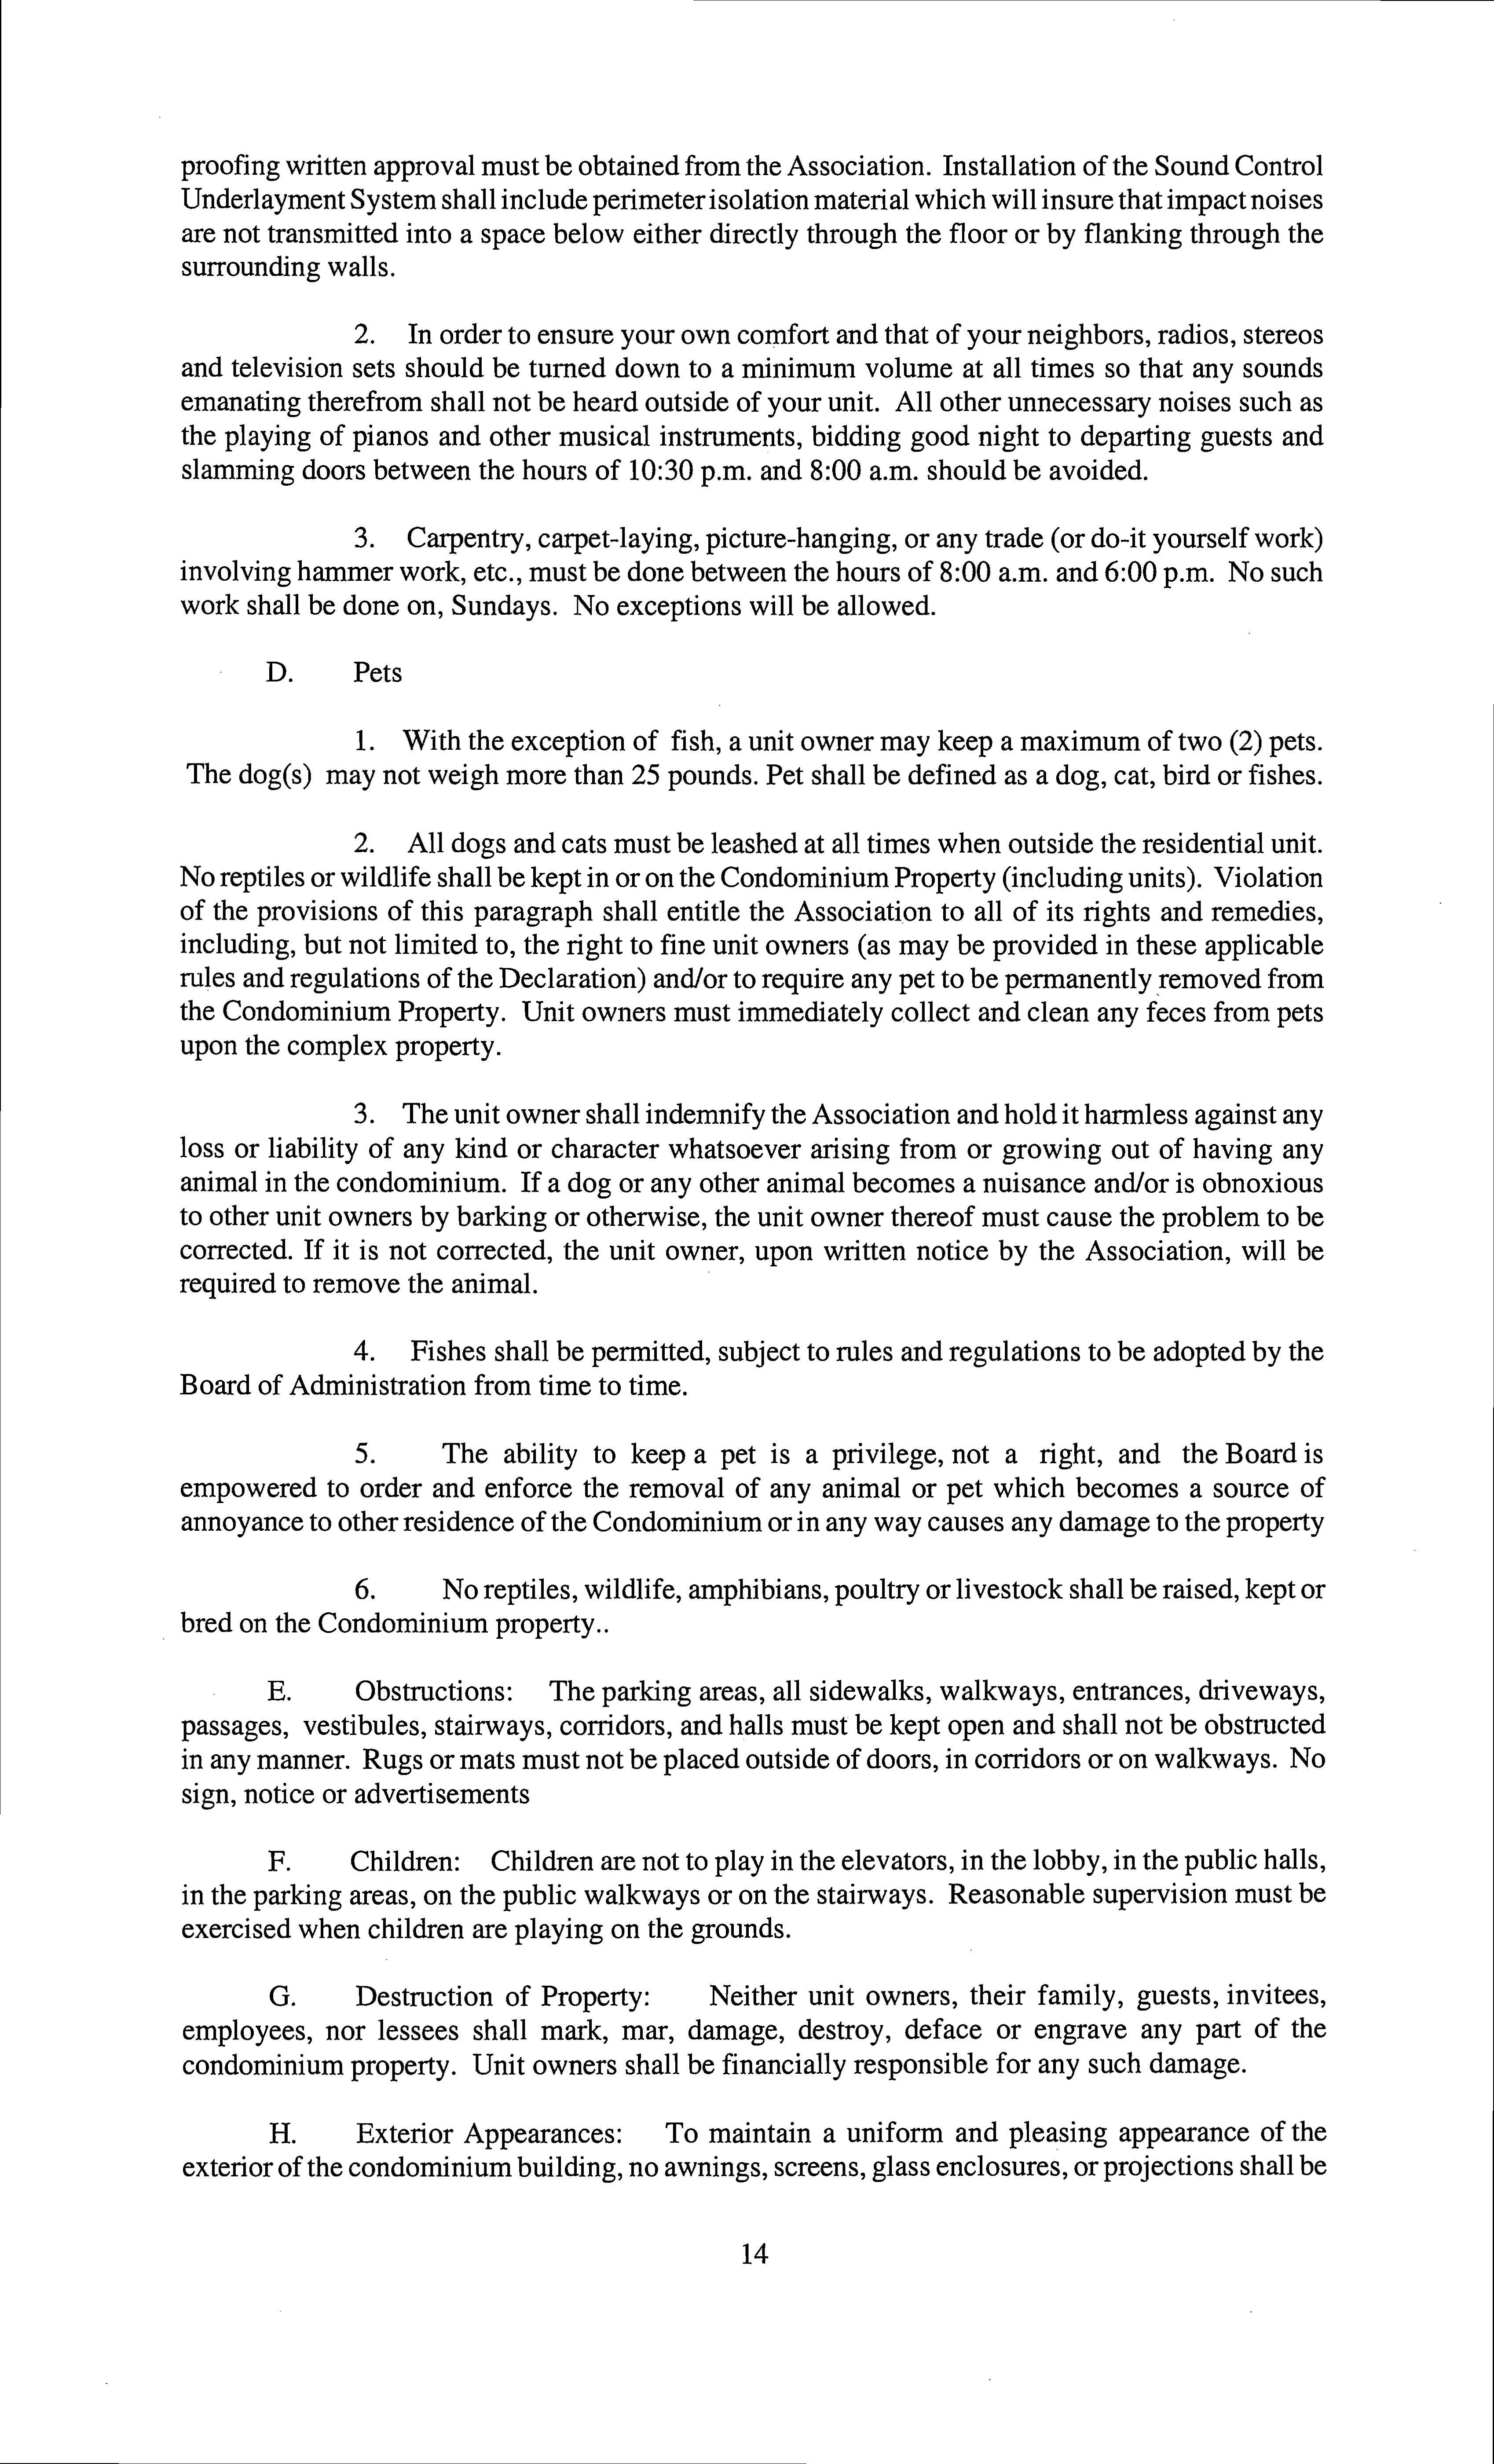 proofing written approval must be obtained from the Association. Installation of the Sound Control
Underlayment System shall include perimeter isolation material which will insure that impact noises
are not transmitted into a space below either directly through the floor or by flanking through the
surrounding walls.
2. In order to ensure your own comfort and that of your neighbors, radios, stereos
and television sets should be turned down to a minimum volume at all times so that any sounds
emanating therefrom shall not be heard outside of your unit. All other unnecessary noises such as
the playing of pianos and other musical instruments, bidding good night to departing guests and
slamming doors between the hours of 10:30 p.m. and 8:00 a.m. should be avoided.
3. Carpentry, carpet-laying, picture-hanging, or any trade (or do-it yourself work)
involving hammer work, etc., must be done between the hours of 8:00 a.m. and 6:00 p.m. No such
work shall be done on, Sundays. No exceptions will be allowed.
D. Pets
1. With the exception of fish, a unit owner may keep a maximum of two (2) pets.
The dog(s) may not weigh more than 25 pounds. Pet shall be defined as a dog, cat, bird or fishes.
2. All dogs and cats must be leashed at all times when outside the residential unit.
No reptiles or wildlife shall be kept in or on the Condominium Property (including units). Violation
of the provisions of this paragraph shall entitle the Association to all of its rights and remedies,
including, but not limited to, the right to fine unit owners (as may be provided in these applicable
rules and regulations of the Declaration) and/or to require any pet to be permanently removed from
the Condominium Property. Unit owners must immediately collect and clean any feces from pets
upon the complex property.
3. The unit owner shall indemnify the Association and hold it harmless against any
loss or liability of any kind or character whatsoever arising from or growing out of having any
animal in the condominium. If a dog or any other animal becomes a nuisance and/or is obnoxious
to other unit owners by barking or otherwise, the unit owner thereof must cause the problem to be
corrected. If it is not corrected, the unit owner, upon written notice by the Association, will be
required to remove the animal.
4. Fishes shall be permitted, subject to rules and regulations to be adopted by the
Board of Administration from time to time.
5. The ability to keep a pet is a privilege, not a right, and the Board is
empowered to order and enforce the removal of any animal or pet which becomes a source of
annoyance to other residence of the Condominium or in any way causes any damage to the property
6. No reptiles, wildlife, amphibians, poultry or livestock shall be raised, kept or
bred on the Condominium property..
E. Obstructions: The parking areas, all sidewalks, walkways, entrances, driveways,
passages, vestibules, stairways, corridors, and halls must be kept open and shall not be obstructed
in any manner. Rugs or mats must not be placed outside of doors, in corridors or on walkways. No
sign, notice or advertisements
F. Children: Children are not to play in the elevators, in the lobby, in the public halls,
in the parking areas, on the public walkways or on the stairways. Reasonable supervision must be
exercised when children are playing on the grounds.
G. Destruction of Property: Neither unit owners, their family, guests, invitees,
employees, nor lessees shall mark, mar, damage, destroy, deface or engrave any part of the
condominium property. Unit owners shall be financially responsible for any such damage.
H. Exterior Appearances: To maintain a uniform and pleasing appearance of the
exterior of the condominium building, no awnings, screens, glass enclosures, or projections shall be
14